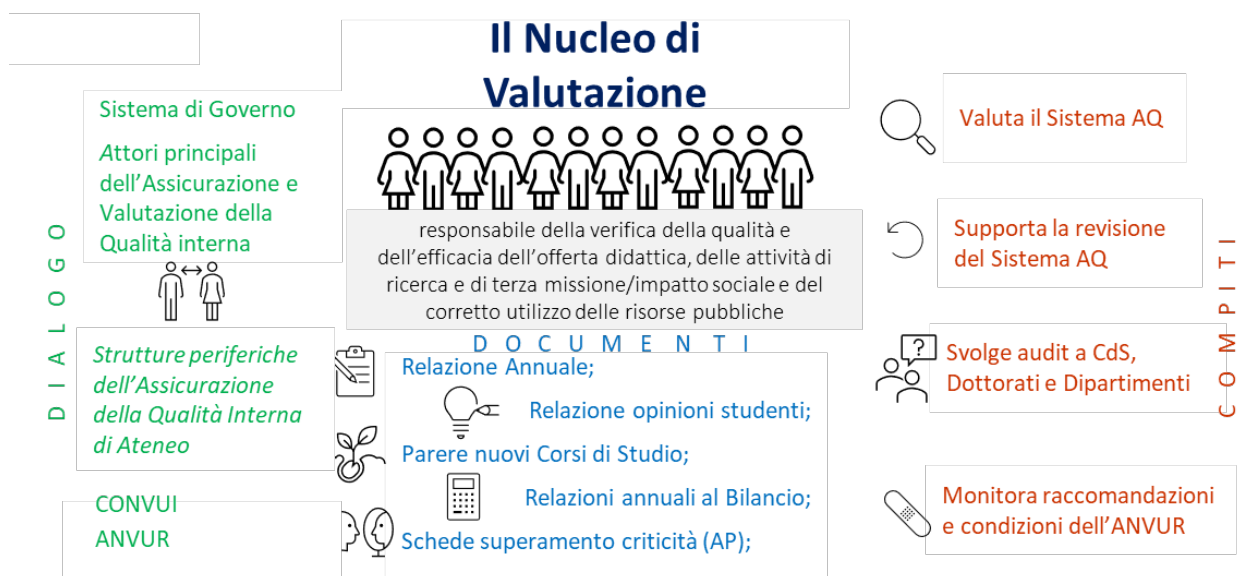 Il Nucleo di
Valutazione
responsabile della verifica della qualità e
dell'efficacia dell'offerta didattica, delle attività di
ricerca e di terza missione/impatto sociale e del
corretto utilizzo delle risorse pubbliche
DIALOGO
Sistema di Governo
Attori principali
dell'Assicurazione e
Valutazione della
Qualità interna
Strutture periferiche
dell'Assicurazione
della Qualità Interna
di Ateneo
CONVUI
ANVUR
DOCUMENTI
Relazione Annuale;
Relazione opinioni studenti;
Parere nuovi Corsi di Studio;
Relazioni annuali al Bilancio;
Schede superamento criticità (AP);
COMPITI
Valuta il Sistema AQ
Supporta la revisione
del Sistema AQ
?
Svolge audit a CdS,
Dottorati e Dipartimenti
Monitora raccomandazioni
e condizioni dell'ANVUR